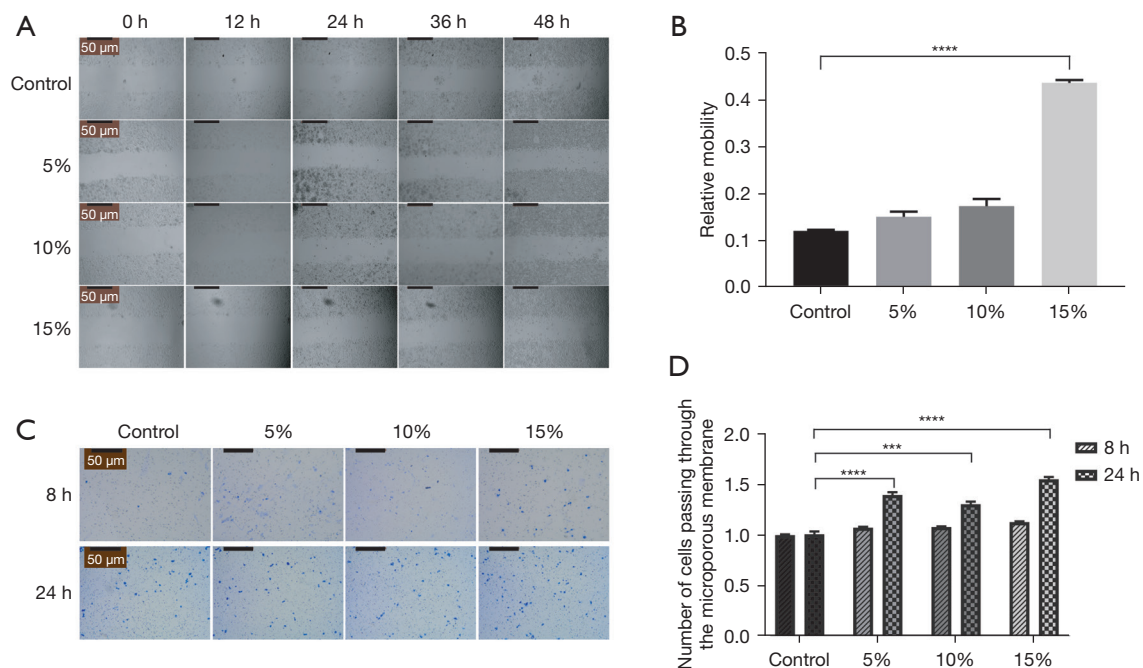 A
0 h 12 h 24 h 36 h 48 h
Control
50 µm
5%
50 µm
10%
50 µm
15%
50 µm
B
Relative mobility
0.5
0.4
0.3
0.2
0.1
0.0
****
Control 5% 10% 15%
C
Control 5% 10% 15%
8 h
50 µm
24 h
50 µm
D
Number of cells passing through
the microporous membrane
2.0
1.5
1.0
0.5
0.0
****
***
****
8 h
24 h
Control 5% 10% 15%